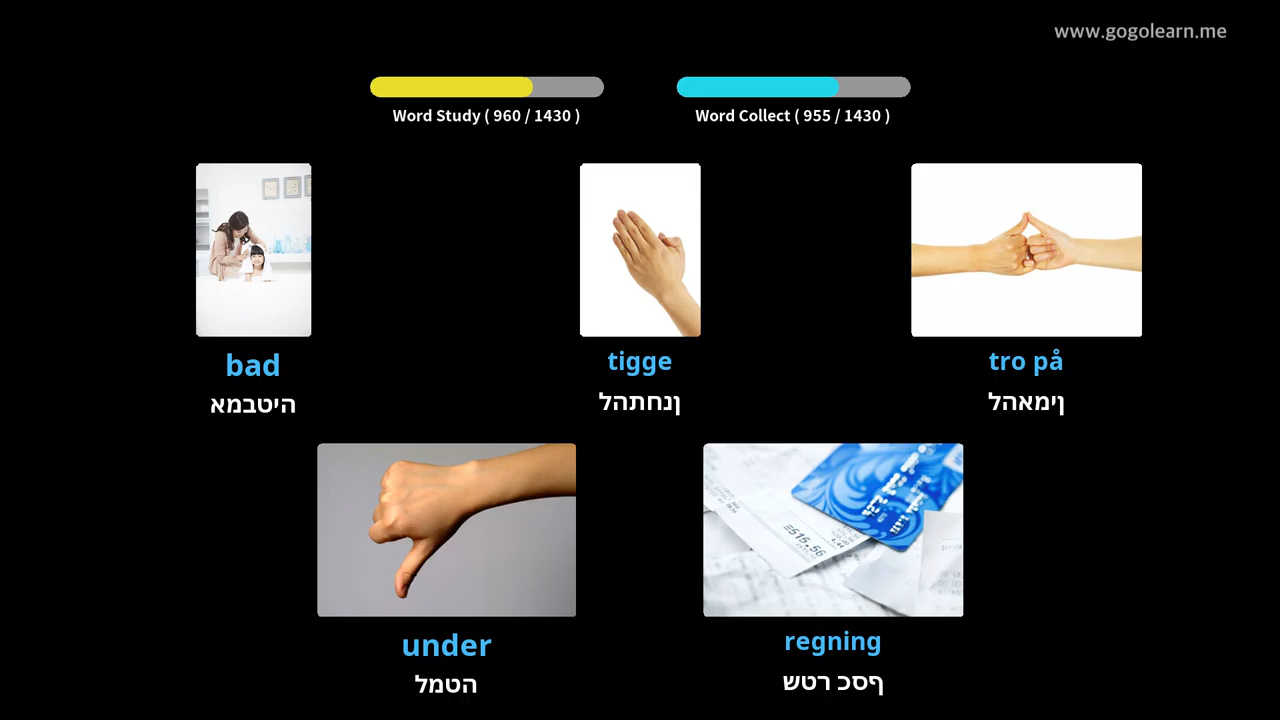 www.gogolearn.me
Word Study ( 960 / 1430 )
Word Collect ( 955 / 1430 )
bad
אמבטיה
tigge
להתחנן
tro på
להאמין
under
למטה
regning
שטר כסף